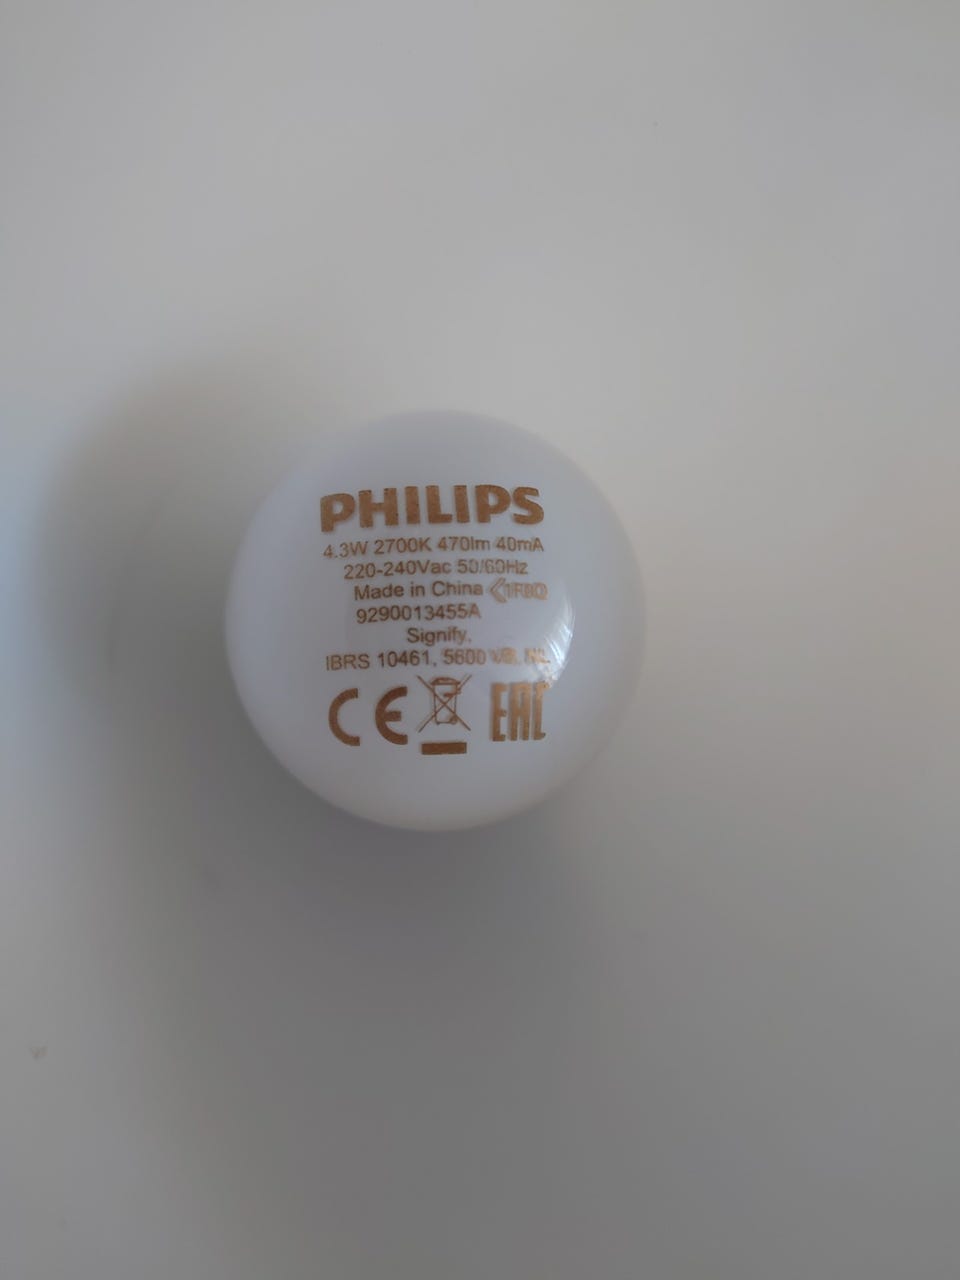 PHILIPS
4.3W 2700K 470lm 40mA
220-240Vac 50/60Hz
Made in China
9290013455A
Signify,
IBRS 10461, 5600 VB, NL
CE EAC